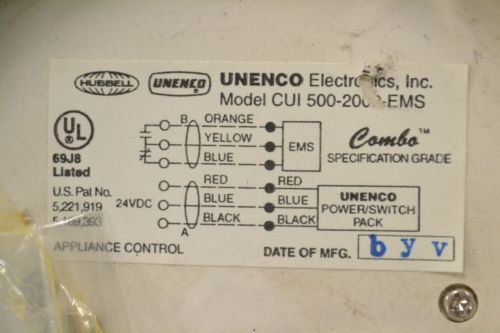 HUBBELL UNENCO UNENCO Electronics, Inc.
Model CUI 500-2000-EMS
UL
69J8
Listed
U.S. Pat No.
5,221,919
APPLIANCE CONTROL
B ORANGE
YELLOW
BLUE
EMS
Combo™
SPECIFICATION GRADE
24VDC
RED RED
BLUE BLUE
BLACK BLACK
A
UNENCO
POWER/SWITCH
PACK
DATE OF MFG. b y v